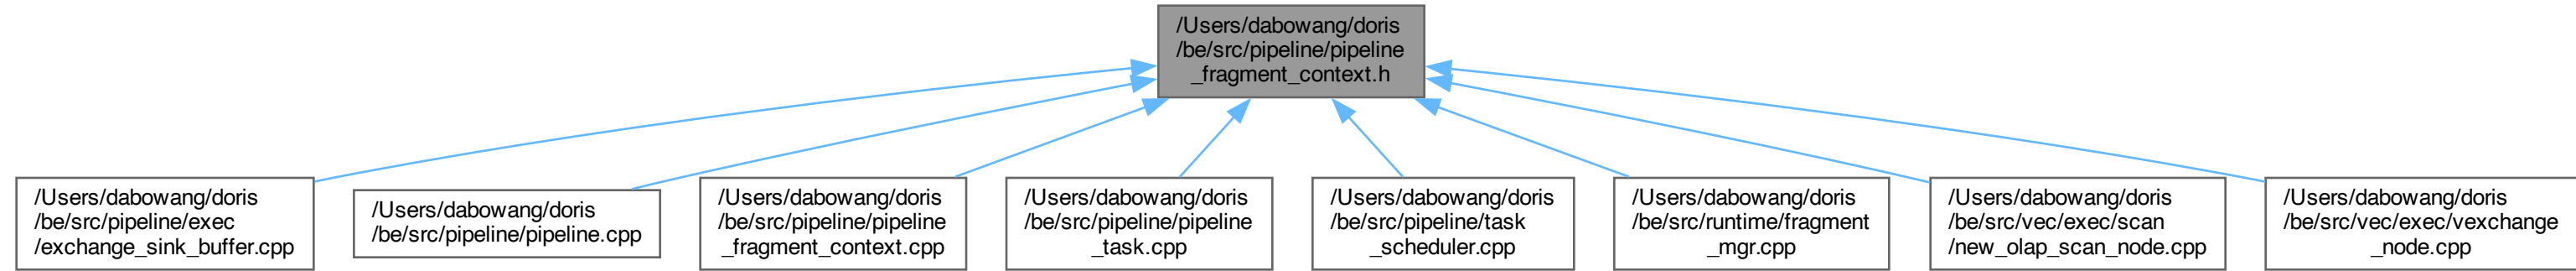 /Users/dabowang/doris
/be/src/pipeline/pipeline
_fragment_context.h
/Users/dabowang/doris
/be/src/pipeline/exec
/exchange_sink_buffer.cpp
/Users/dabowang/doris
/be/src/pipeline/pipeline.cpp
/Users/dabowang/doris
/be/src/pipeline/pipeline
_fragment_context.cpp
/Users/dabowang/doris
/be/src/pipeline/pipeline
_task.cpp
/Users/dabowang/doris
/be/src/pipeline/task
_scheduler.cpp
/Users/dabowang/doris
/be/src/runtime/fragment
_mgr.cpp
/Users/dabowang/doris
/be/src/vec/exec/scan
/new_olap_scan_node.cpp
/Users/dabowang/doris
/be/src/vec/exec/vexchange
_node.cpp